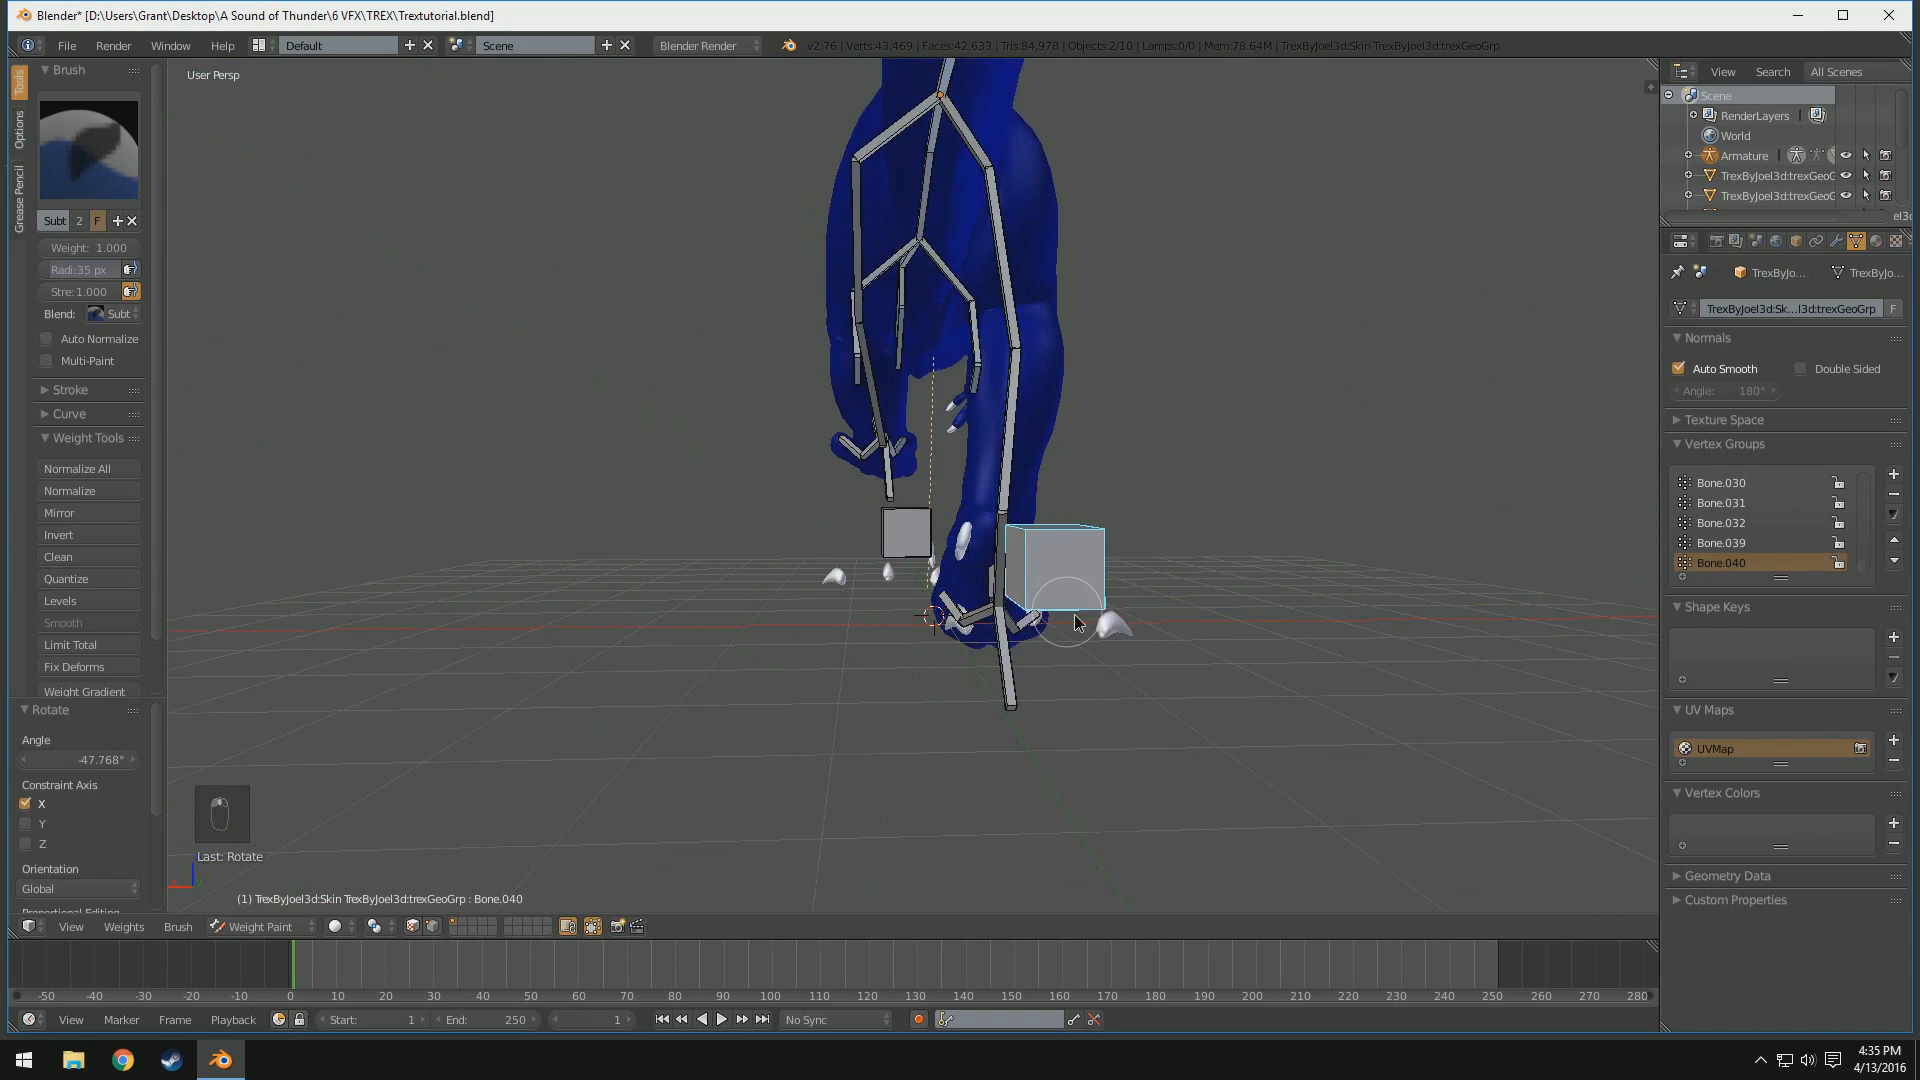 Blender* [D:\Users\Grant\Desktop\A Sound of Thunder\6 VFX\TREX\Trextutorial.blend]
File Render Window Help Default Scene Blender Render v2.76 | Verts:43,469 | Faces:42,633 | Tris:84,978 | Objects:2/10 | Lamps:0/0 | Mem:78.64M | TrexByJoel3d:Skin TrexByJoel3d:trexGeoGrp
Tools
Options
Grease Pencil
Brush
Subt 2 F
Weight: 1.000
Radi:35 px
Stre: 1.000
Blend: Subt
Auto Normalize
Multi-Paint
Stroke
Curve
Weight Tools
Normalize All
Normalize
Mirror
Invert
Clean
Quantize
Levels
Smooth
Limit Total
Fix Deforms
Weight Gradient
Rotate
Angle
-47.768°
Constraint Axis
X
Y
Z
Orientation
Global
Proportional Editing
User Persp
Last: Rotate
(1) TrexByJoel3d:Skin TrexByJoel3d:trexGeoGrp : Bone.040
View Weights Brush Weight Paint
-50 -40 -30 -20 -10 0 10 20 30 40 50 60 70 80 90 100 110 120 130 140 150 160 170 180 190 200 210 220 230 240 250 260 270 280
View Marker Frame Playback Start: 1 End: 250 1 No Sync
View Search All Scenes
Scene
RenderLayers
World
Armature
TrexByJoel3d:trexGeoG
TrexByJoel3d:trexGeoG
el3d
TrexByJo... TrexByJo...
TrexByJoel3d:Sk...l3d:trexGeoGrp F
Normals
Auto Smooth Double Sided
Angle: 180°
Texture Space
Vertex Groups
Bone.030
Bone.031
Bone.032
Bone.039
Bone.040
Shape Keys
UV Maps
UVMap
Vertex Colors
Geometry Data
Custom Properties
4:35 PM
4/13/2016